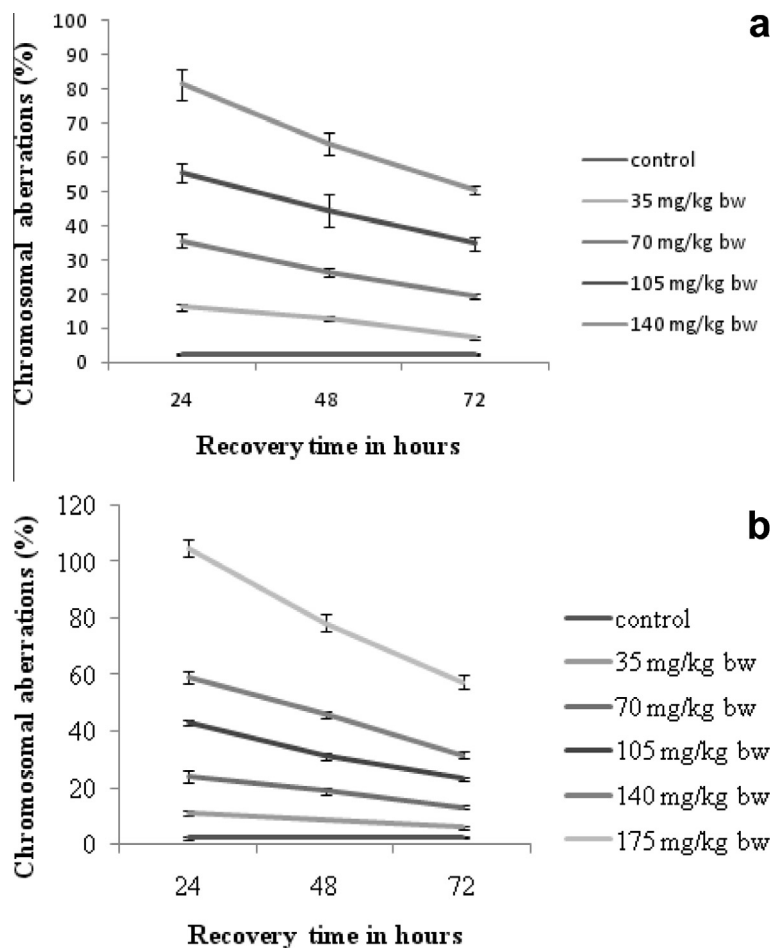 a
Chromosomal aberrations (%)
100
90
80
70
60
50
40
30
20
10
0
24 48 72
Recovery time in hours
control
35 mg/kg bw
70 mg/kg bw
105 mg/kg bw
140 mg/kg bw
b
Chromosomal aberrations (%)
120
100
80
60
40
20
0
24 48 72
Recovery time in hours
control
35 mg/kg bw
70 mg/kg bw
105 mg/kg bw
140 mg/kg bw
175 mg/kg bw